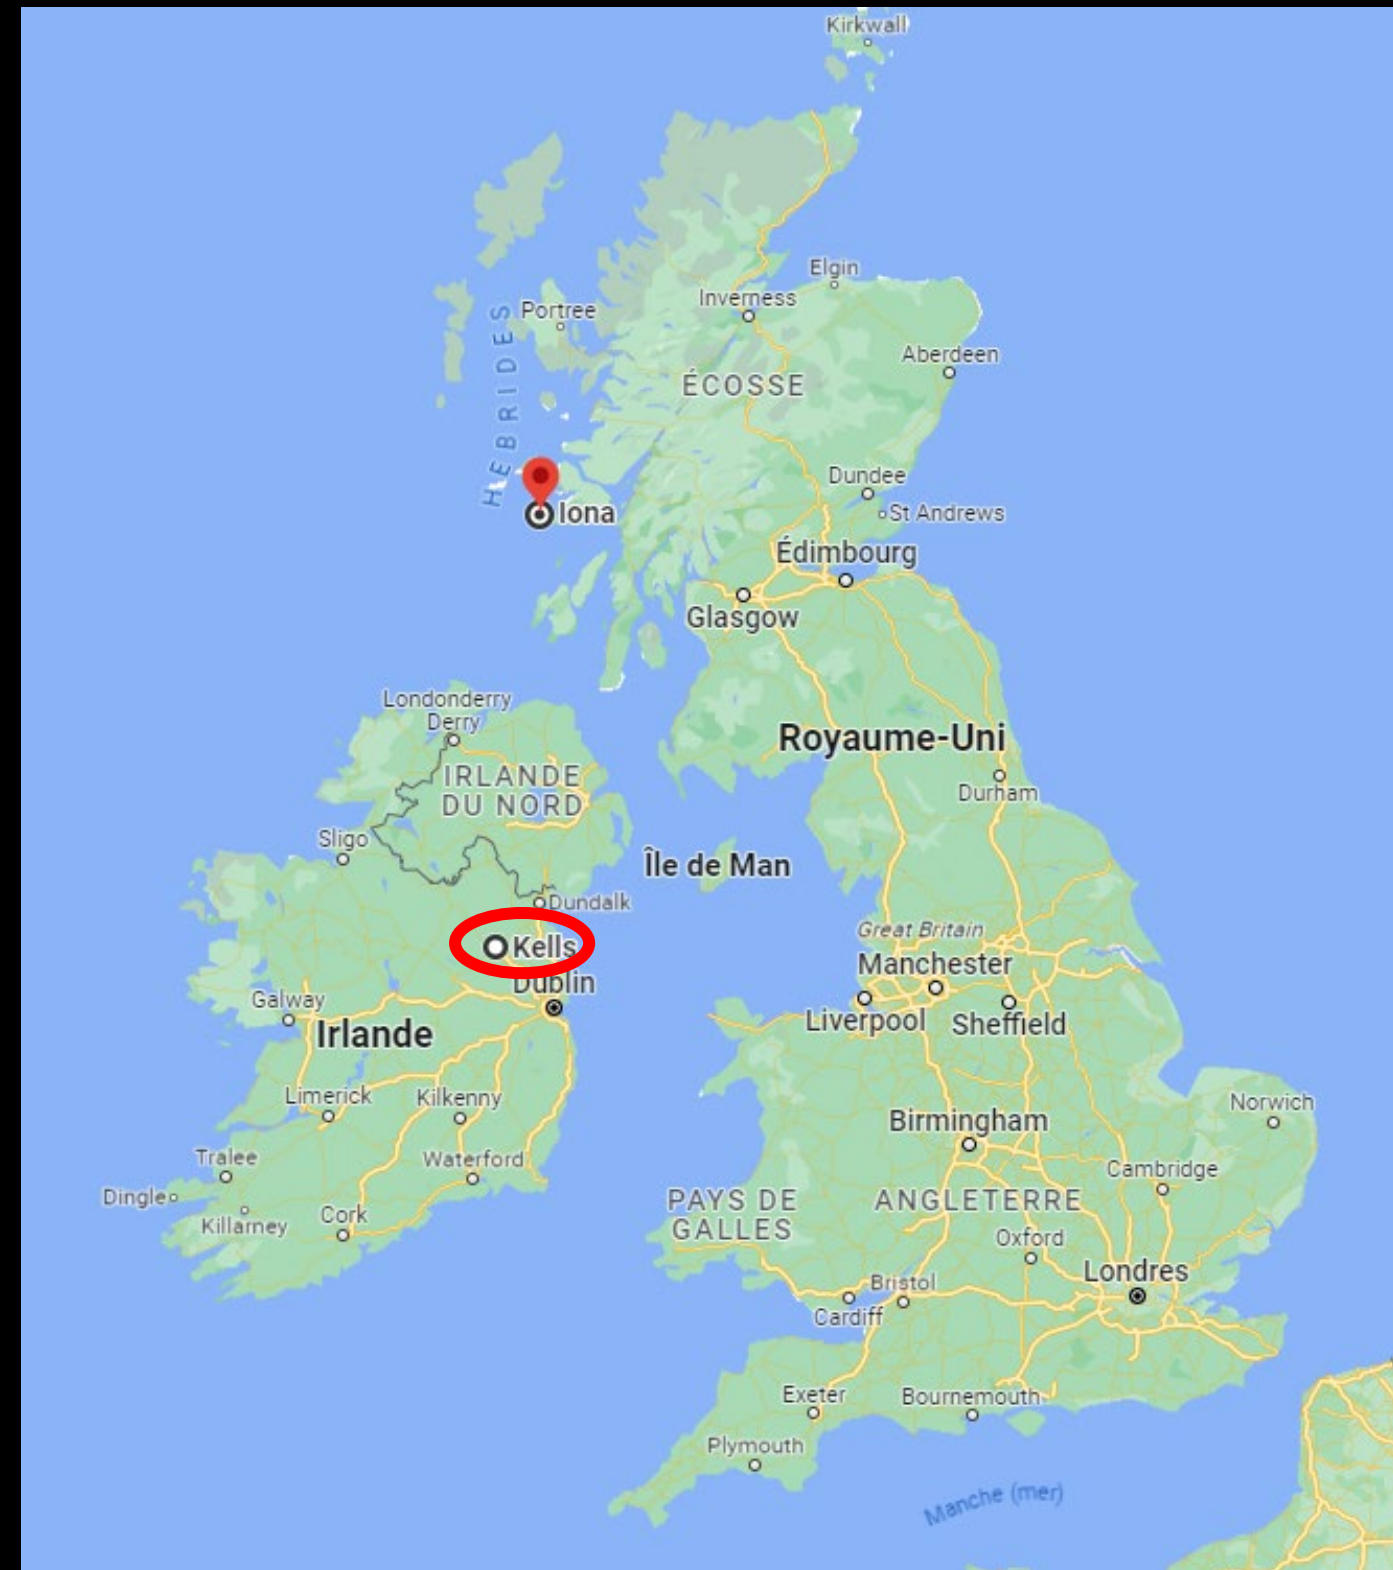 Kirkwall
Elgin
Inverness
Portree
HEBRIDES
Aberdeen
ÉCOSSE
Dundee
St Andrews
Iona
Édimbourg
Glasgow
Londonderry
Derry
Royaume-Uni
IRLANDE
DU NORD
Durham
Sligo
Île de Man
Dundalk
Great Britain
Kells
Manchester
Dublin
Galway
Liverpool
Sheffield
Irlande
Limerick
Kilkenny
Norwich
Birmingham
Tralee
Waterford
Cambridge
Dingle
PAYS DE
GALLES
ANGLETERRE
Killarney
Cork
Oxford
Londres
Bristol
Cardiff
Exeter
Bournemouth
Plymouth
Manche (mer)